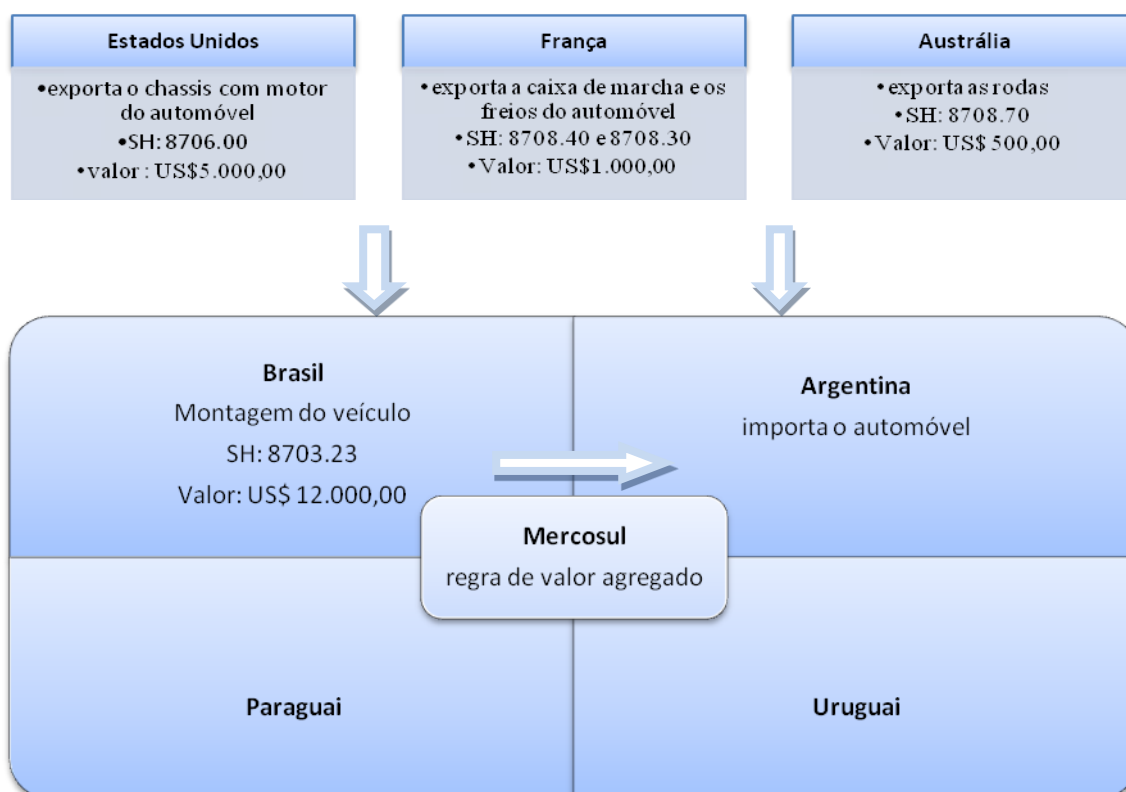 Estados Unidos
•exporta o chassis com motor
do automóvel
•SH: 8706.00
•valor : US$5.000,00
França
•exporta a caixa de marcha e os
freios do automóvel
•SH: 8708.40 e 8708.30
•Valor: US$1.000,00
Austrália
•exporta as rodas
•SH: 8708.70
•Valor: US$ 500,00
Brasil
Montagem do veículo
SH: 8703.23
Valor: US$ 12.000,00
Argentina
importa o automóvel
Mercosul
regra de valor agregado
Paraguai
Uruguai